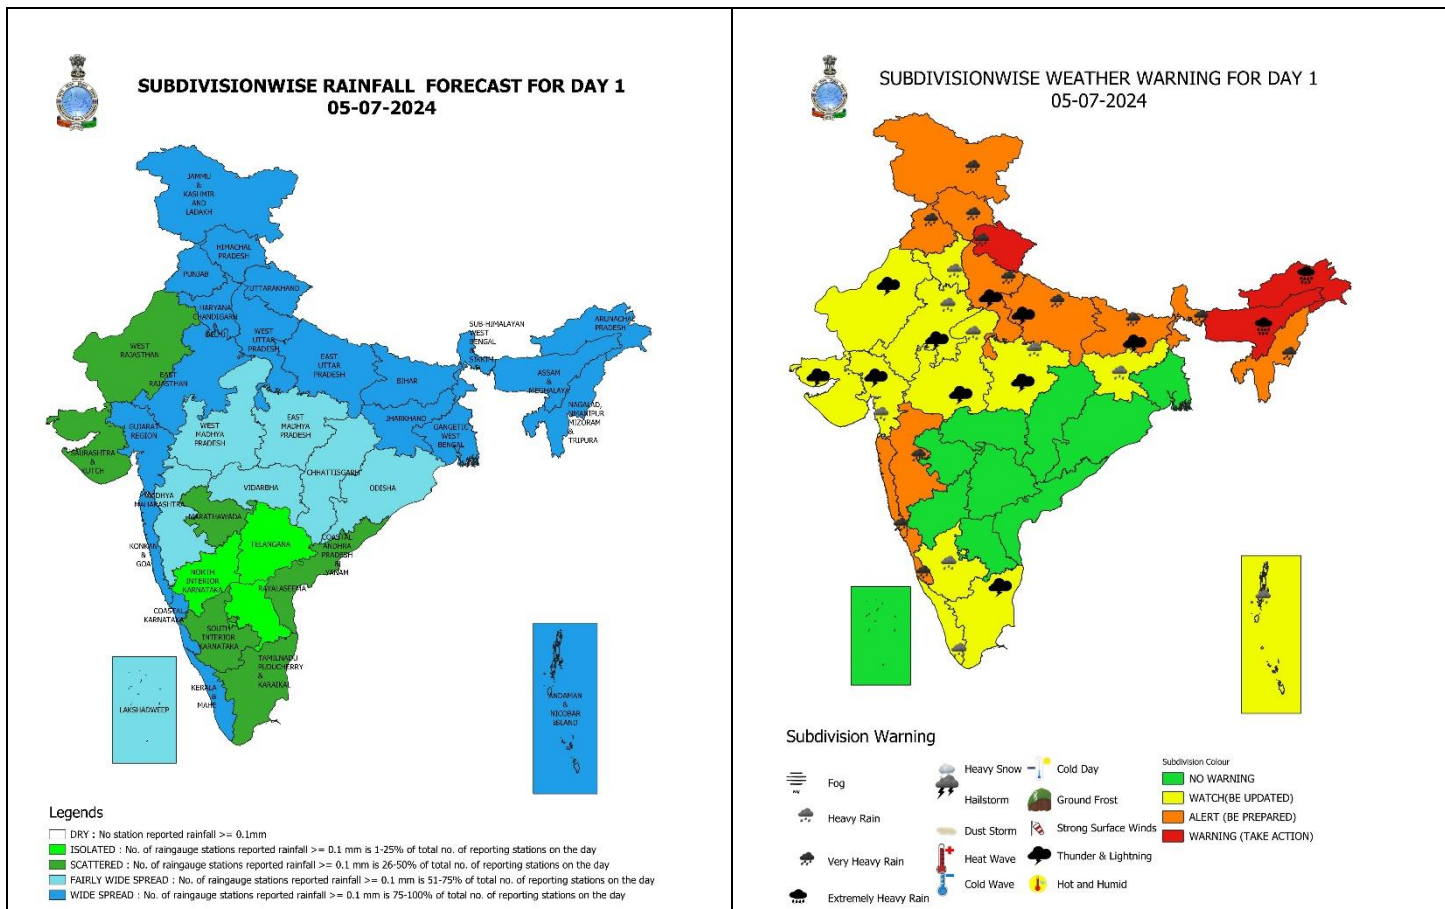 SUBDIVISIONWISE RAINFALL FORECAST FOR DAY 1
05-07-2024
JAMMU
&
KASHMIR
AND
LADAKH
HIMACHAL
PRADESH
PUNJAB
UTTARAKHAND
HARYANA
CHANDIGARH
&
DELHI
WEST
UTTAR
PRADESH
WEST
RAJASTHAN
EAST
RAJASTHAN
EAST
UTTAR
PRADESH
BIHAR
SUB-HIMALAYAN
WEST
BENGAL
&
SIKKIM
ARUNACHAL
PRADESH
ASSAM
&
MEGHALAYA
NAGALAD,
MANIPUR
MIZORAM
&
TRIPURA
JHARKHAND
GANGETIC
WEST
BENGAL
GUJARAT
REGION
SAURASHTRA
&
KUTCH
WEST
MADHYA
PRADESH
EAST
MADHYA
PRADESH
CHHATTISGARH
ODISHA
VIDARBHA
MADHYA
MAHARASHTRA
MARATHAWADA
KONKAN
&
GOA
TELANGANA
COASTAL
ANDHRA
PRADESH
&
YANAM
NORTH
INTERIOR
KARNATAKA
RAYALASEEMA
COASTAL
KARNATAKA
SOUTH
INTERIOR
KARNATAKA
TAMILNADU
PUDUCHERRY
&
KARAIKAL
KERALA
&
MAHE
LAKSHADWEEP
ANDAMAN
&
NICOBAR
ISLAND
Legends
DRY : No station reported rainfall >= 0.1mm
ISOLATED : No. of raingauge stations reported rainfall >= 0.1 mm is 1-25% of total no. of reporting stations on the day
SCATTERED : No. of raingauge stations reported rainfall >= 0.1 mm is 26-50% of total no. of reporting stations on the day
FAIRLY WIDE SPREAD : No. of raingauge stations reported rainfall >= 0.1 mm is 51-75% of total no. of reporting stations on the day
WIDE SPREAD : No. of raingauge stations reported rainfall >= 0.1 mm is 75-100% of total no. of reporting stations on the day
SUBDIVISIONWISE WEATHER WARNING FOR DAY 1
05-07-2024
Subdivision Warning
Fog
Heavy Rain
Very Heavy Rain
Extremely Heavy Rain
Heavy Snow
Hailstorm
Dust Storm
Heat Wave
Cold Wave
Cold Day
Ground Frost
Strong Surface Winds
Thunder & Lightning
Hot and Humid
Subdivision Colour
NO WARNING
WATCH(BE UPDATED)
ALERT (BE PREPARED)
WARNING (TAKE ACTION)